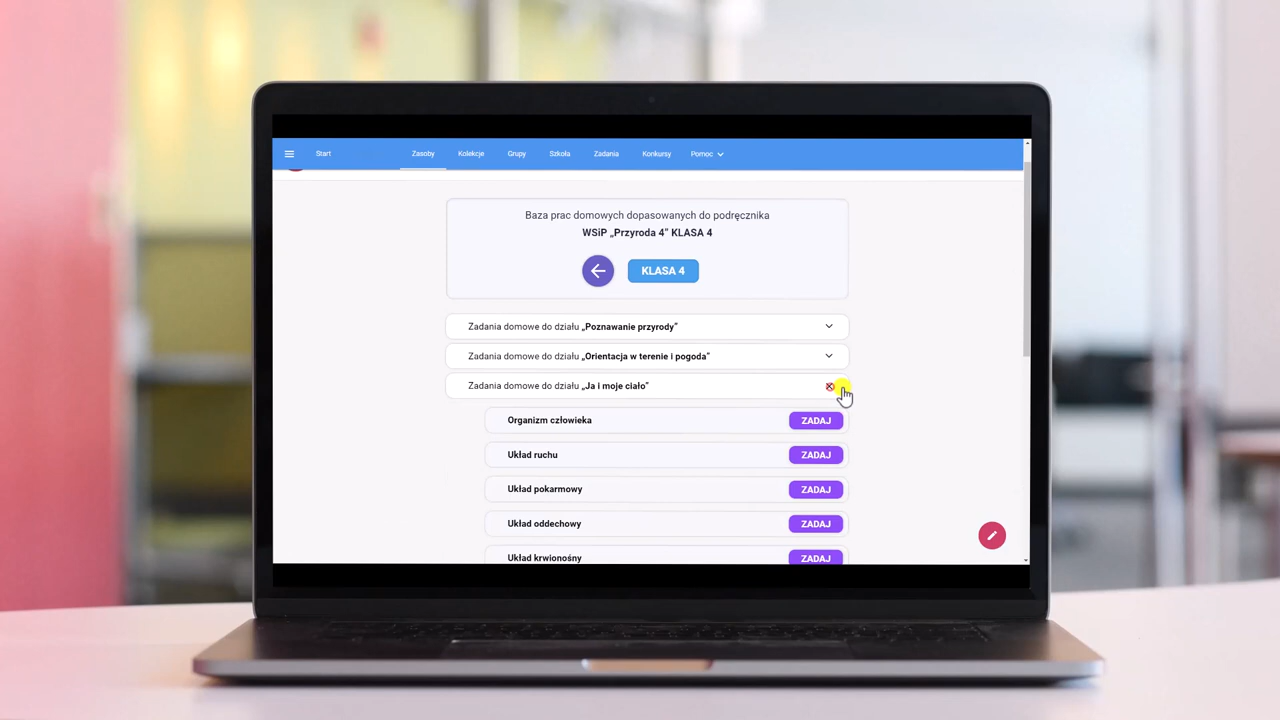 Start
Zasoby
Kolekcje
Grupy
Szkoła
Zadania
Konkursy
Pomoc
Baza prac domowych dopasowanych do podręcznika
WSiP „Przyroda 4” KLASA 4
KLASA 4
Zadania domowe do działu „Poznawanie przyrody”
Zadania domowe do działu „Orientacja w terenie i pogoda”
Zadania domowe do działu „Ja i moje ciało”
Organizm człowieka ZADAJ
Układ ruchu ZADAJ
Układ pokarmowy ZADAJ
Układ oddechowy ZADAJ
Układ krwionośny ZADAJ